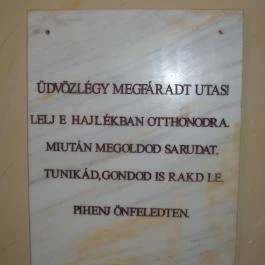 ÜDVÖZLÉGY MEGFÁRADT UTAS!
LELJ E HAJLÉKBAN OTTHONODRA.
MIUTÁN MEGOLDOD SARUDAT,
TUNIKÁD,GONDOD IS RAKD LE,
PIHENJ ÖNFELEDTEN.